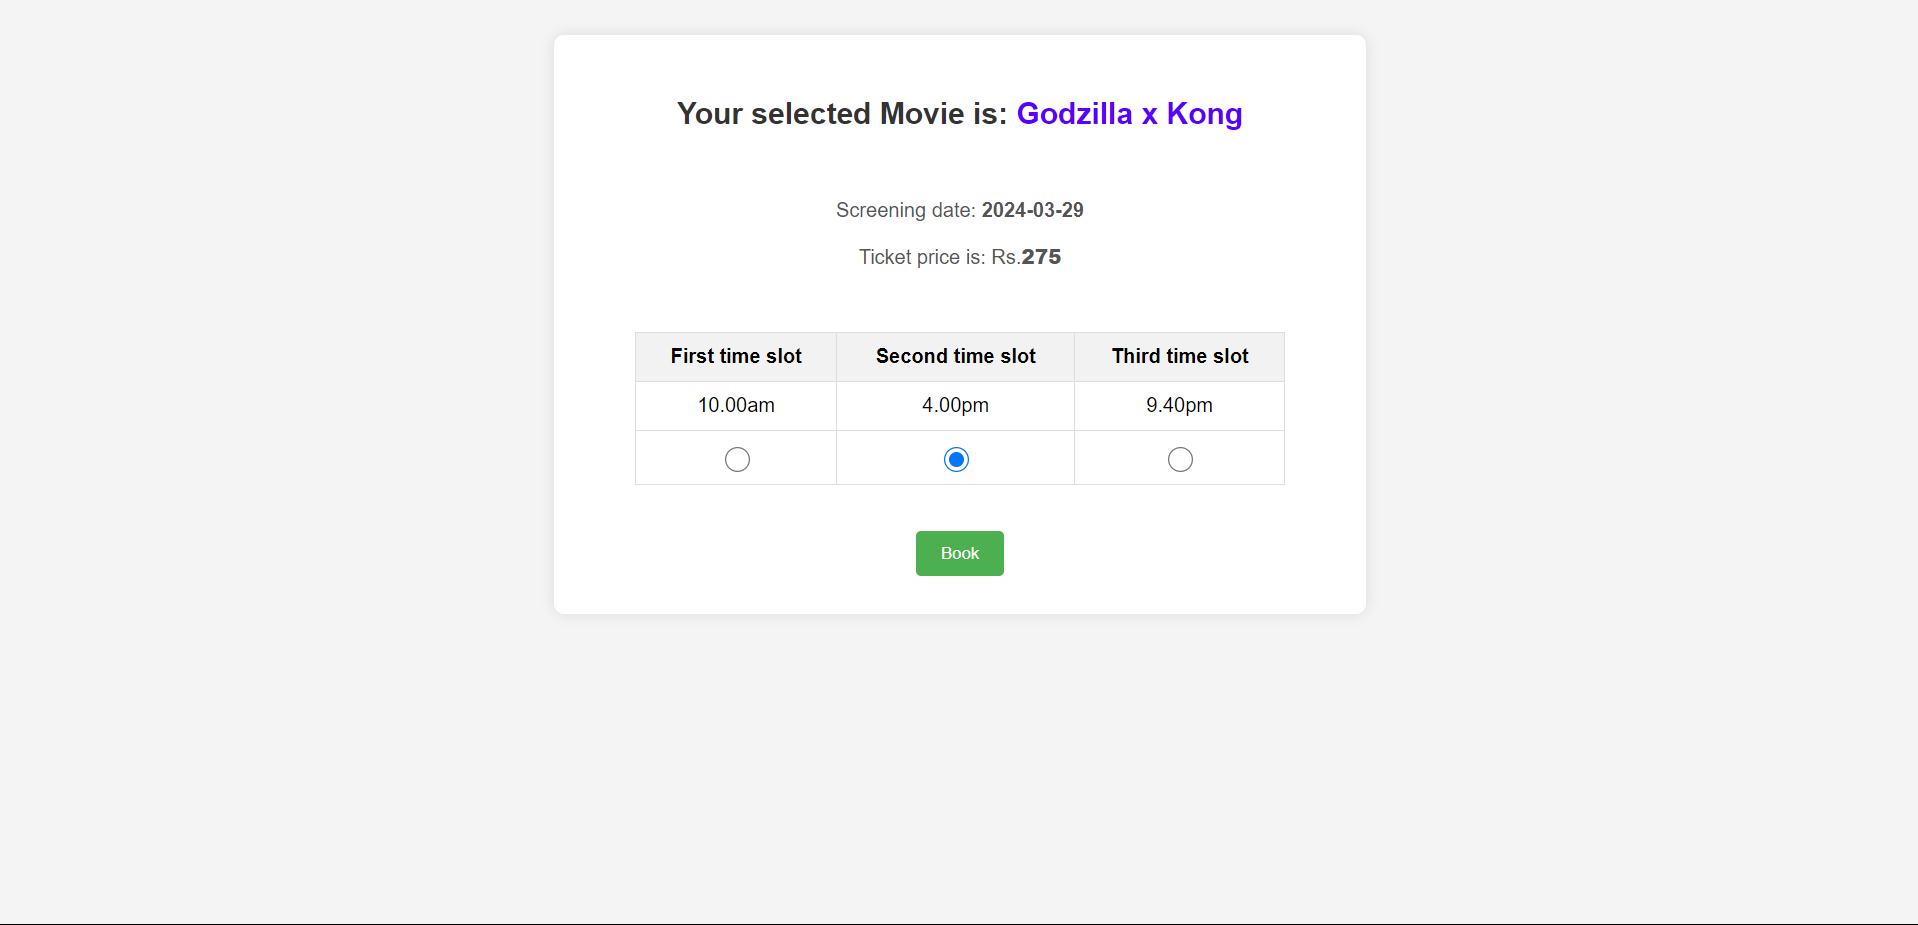 Your selected Movie is: Godzilla x Kong
Screening date: 2024-03-29
Ticket price is: Rs.275
First time slot Second time slot Third time slot
10.00am 4.00pm 9.40pm
Book